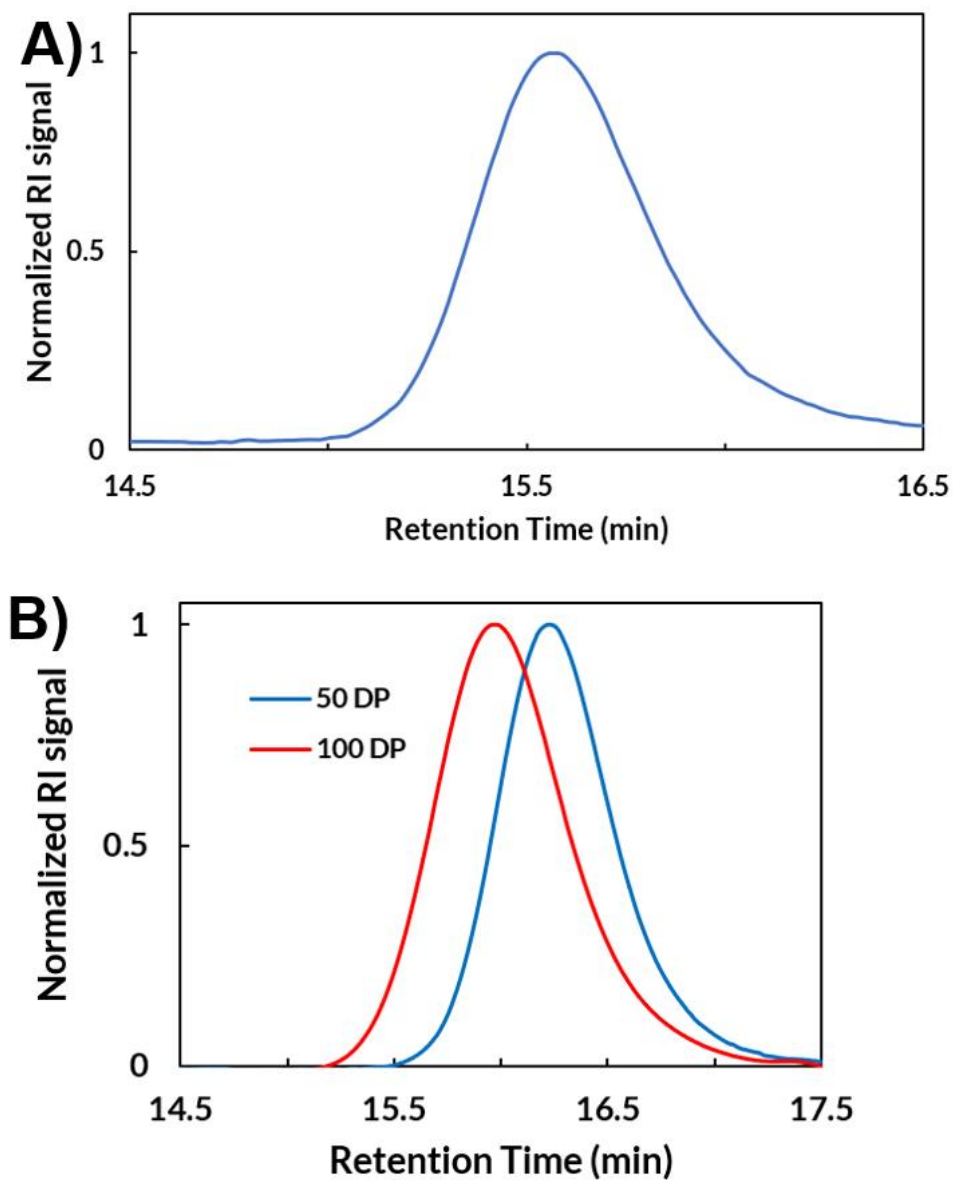 A)
Normalized RI signal
1
0.5
0
14.5 15.5 16.5
Retention Time (min)
B)
Normalized RI signal
1
0.5
0
50 DP
100 DP
14.5 15.5 16.5 17.5
Retention Time (min)